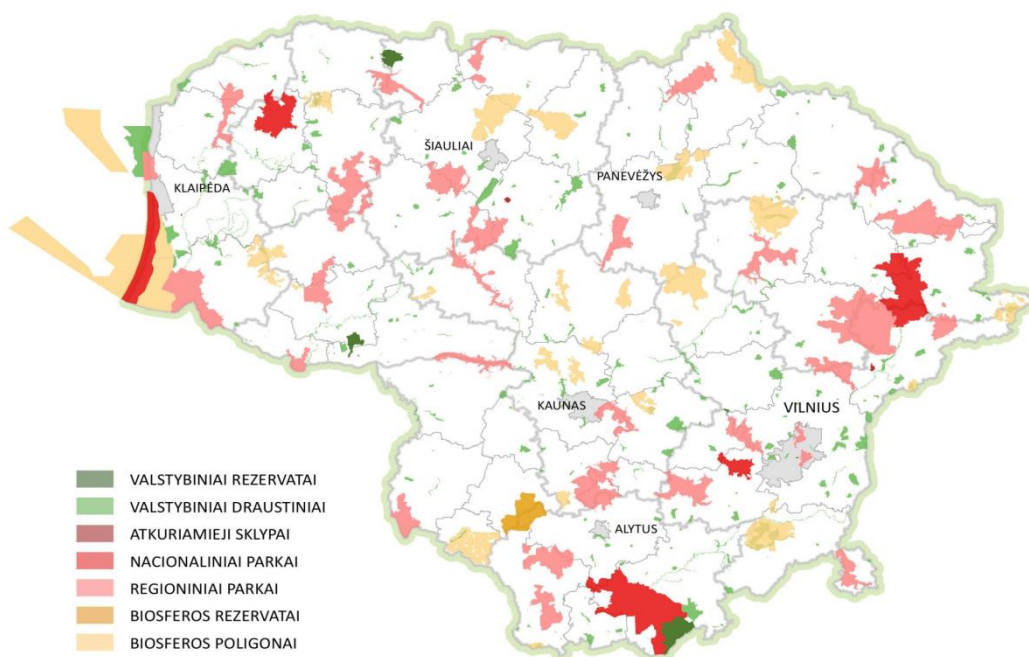 ŠIAULIAI
PANEVĖŽYS
KLAIPĖDA
KAUNAS
VILNIUS
ALYTUS
VALSTYBINIAI REZERVATAI
VALSTYBINIAI DRAUSTINIAI
ATKURIAMIEJI SKLYPAI
NACIONALINIAI PARKAI
REGIONINIAI PARKAI
BIOSFEROS REZERVATAI
BIOSFEROS POLIGONAI